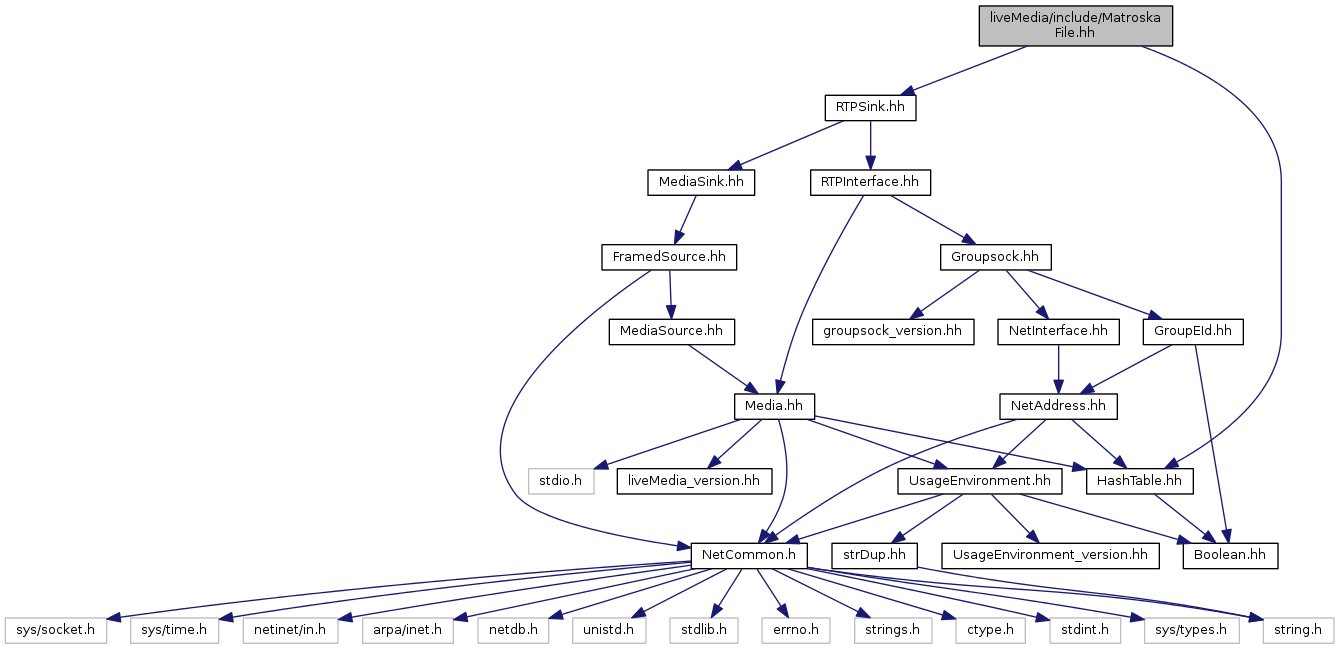 liveMedia/include/Matroska
File.hh
RTPSink.hh
MediaSink.hh
RTPInterface.hh
FramedSource.hh
Groupsock.hh
MediaSource.hh
groupsock_version.hh
NetInterface.hh
GroupEId.hh
Media.hh
NetAddress.hh
stdio.h
liveMedia_version.hh
UsageEnvironment.hh
HashTable.hh
NetCommon.h
strDup.hh
UsageEnvironment_version.hh
Boolean.hh
sys/socket.h
sys/time.h
netinet/in.h
arpa/inet.h
netdb.h
unistd.h
stdlib.h
errno.h
strings.h
ctype.h
stdint.h
sys/types.h
string.h